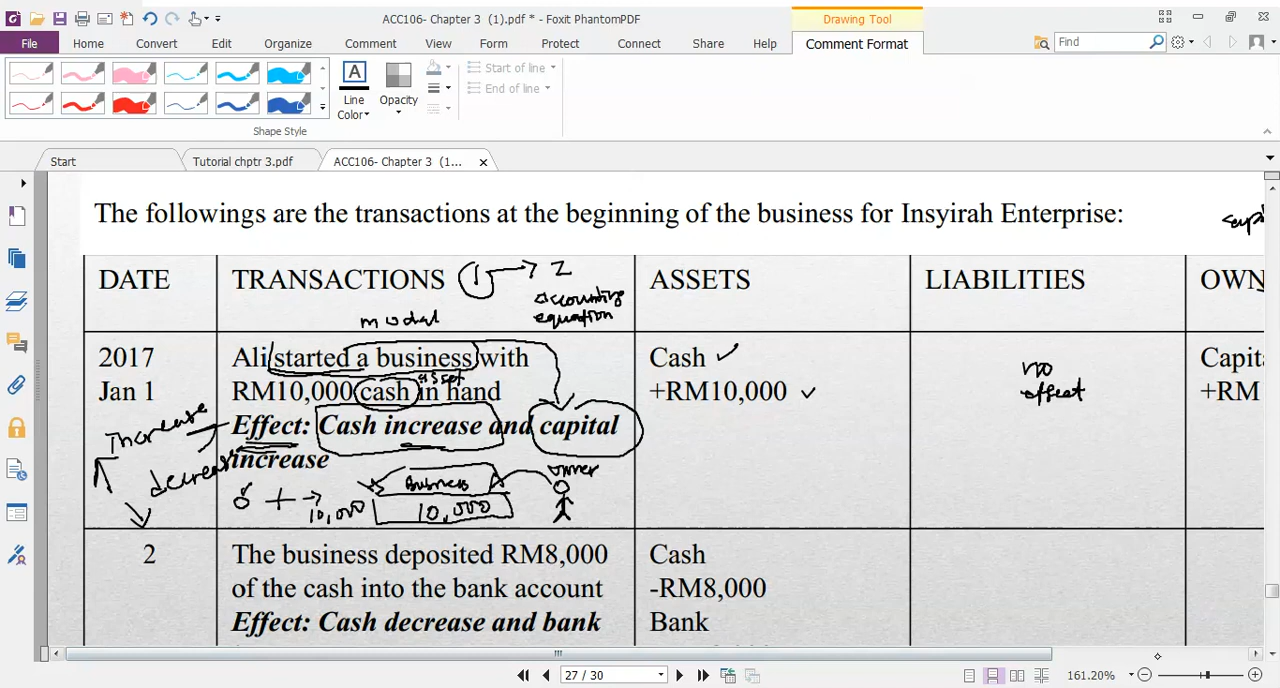 ACC106- Chapter 3 (1).pdf * - Foxit PhantomPDF
Drawing Tool
File Home Convert Edit Organize Comment View Form Protect Connect Share Help Comment Format Find
Line Color
Opacity
Start of line
End of line
Shape Style
Start Tutorial chptr 3.pdf ACC106- Chapter 3 (1...
The followings are the transactions at the beginning of the business for Insyirah Enterprise:
DATE TRANSACTIONS ASSETS LIABILITIES OWN
1 → 2
accounting
equation
modal
2017 Ali started a business with Cash Capit
Jan 1 RM10,000 cash in hand +RM10,000 +RM
asset
no
effect
Effect: Cash increase and capital
increase
Increase
decrease
owner
Business
0 + → 10,000
10,000
2 The business deposited RM8,000 Cash
of the cash into the bank account -RM8,000
Effect: Cash decrease and bank Bank
27 / 30
161.20%